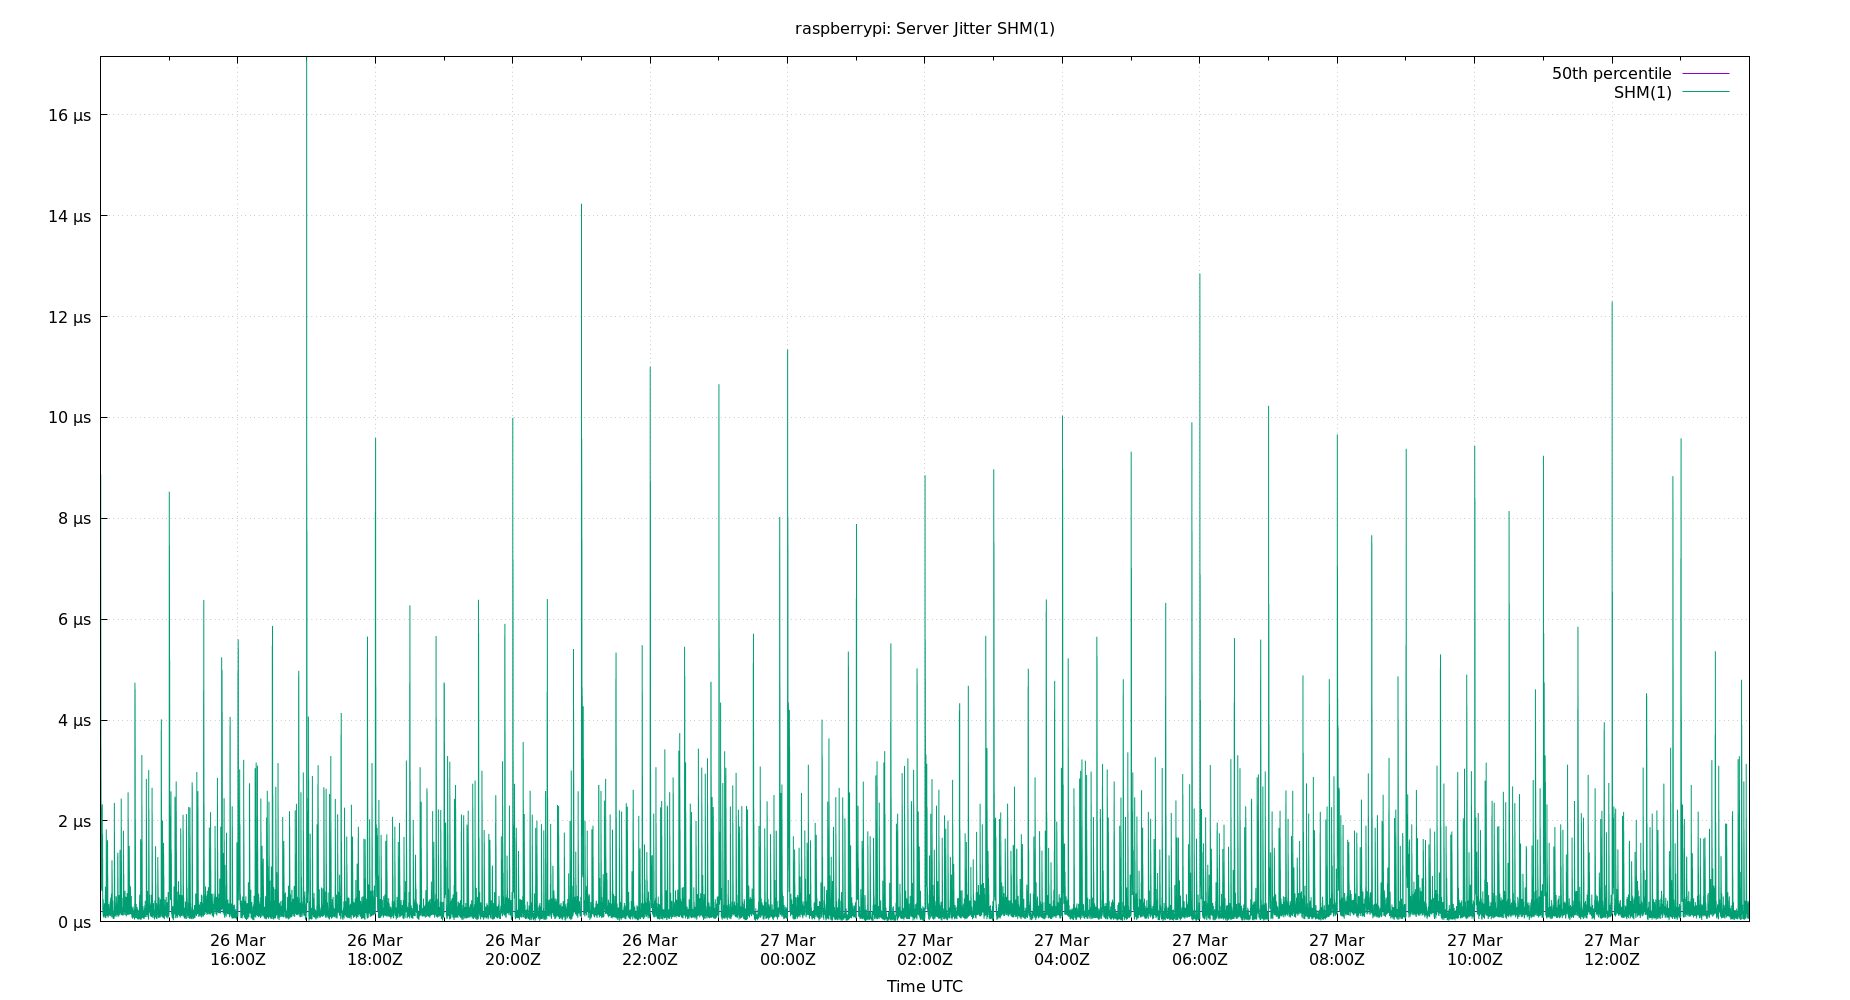 raspberrypi: Server Jitter SHM(1)
50th percentile
SHM(1)
16 µs
14 µs
12 µs
10 µs
8 µs
6 µs
4 µs
2 µs
0 µs
26 Mar 26 Mar 26 Mar 26 Mar 27 Mar 27 Mar 27 Mar 27 Mar 27 Mar 27 Mar 27 Mar
16:00Z 18:00Z 20:00Z 22:00Z 00:00Z 02:00Z 04:00Z 06:00Z 08:00Z 10:00Z 12:00Z
Time UTC